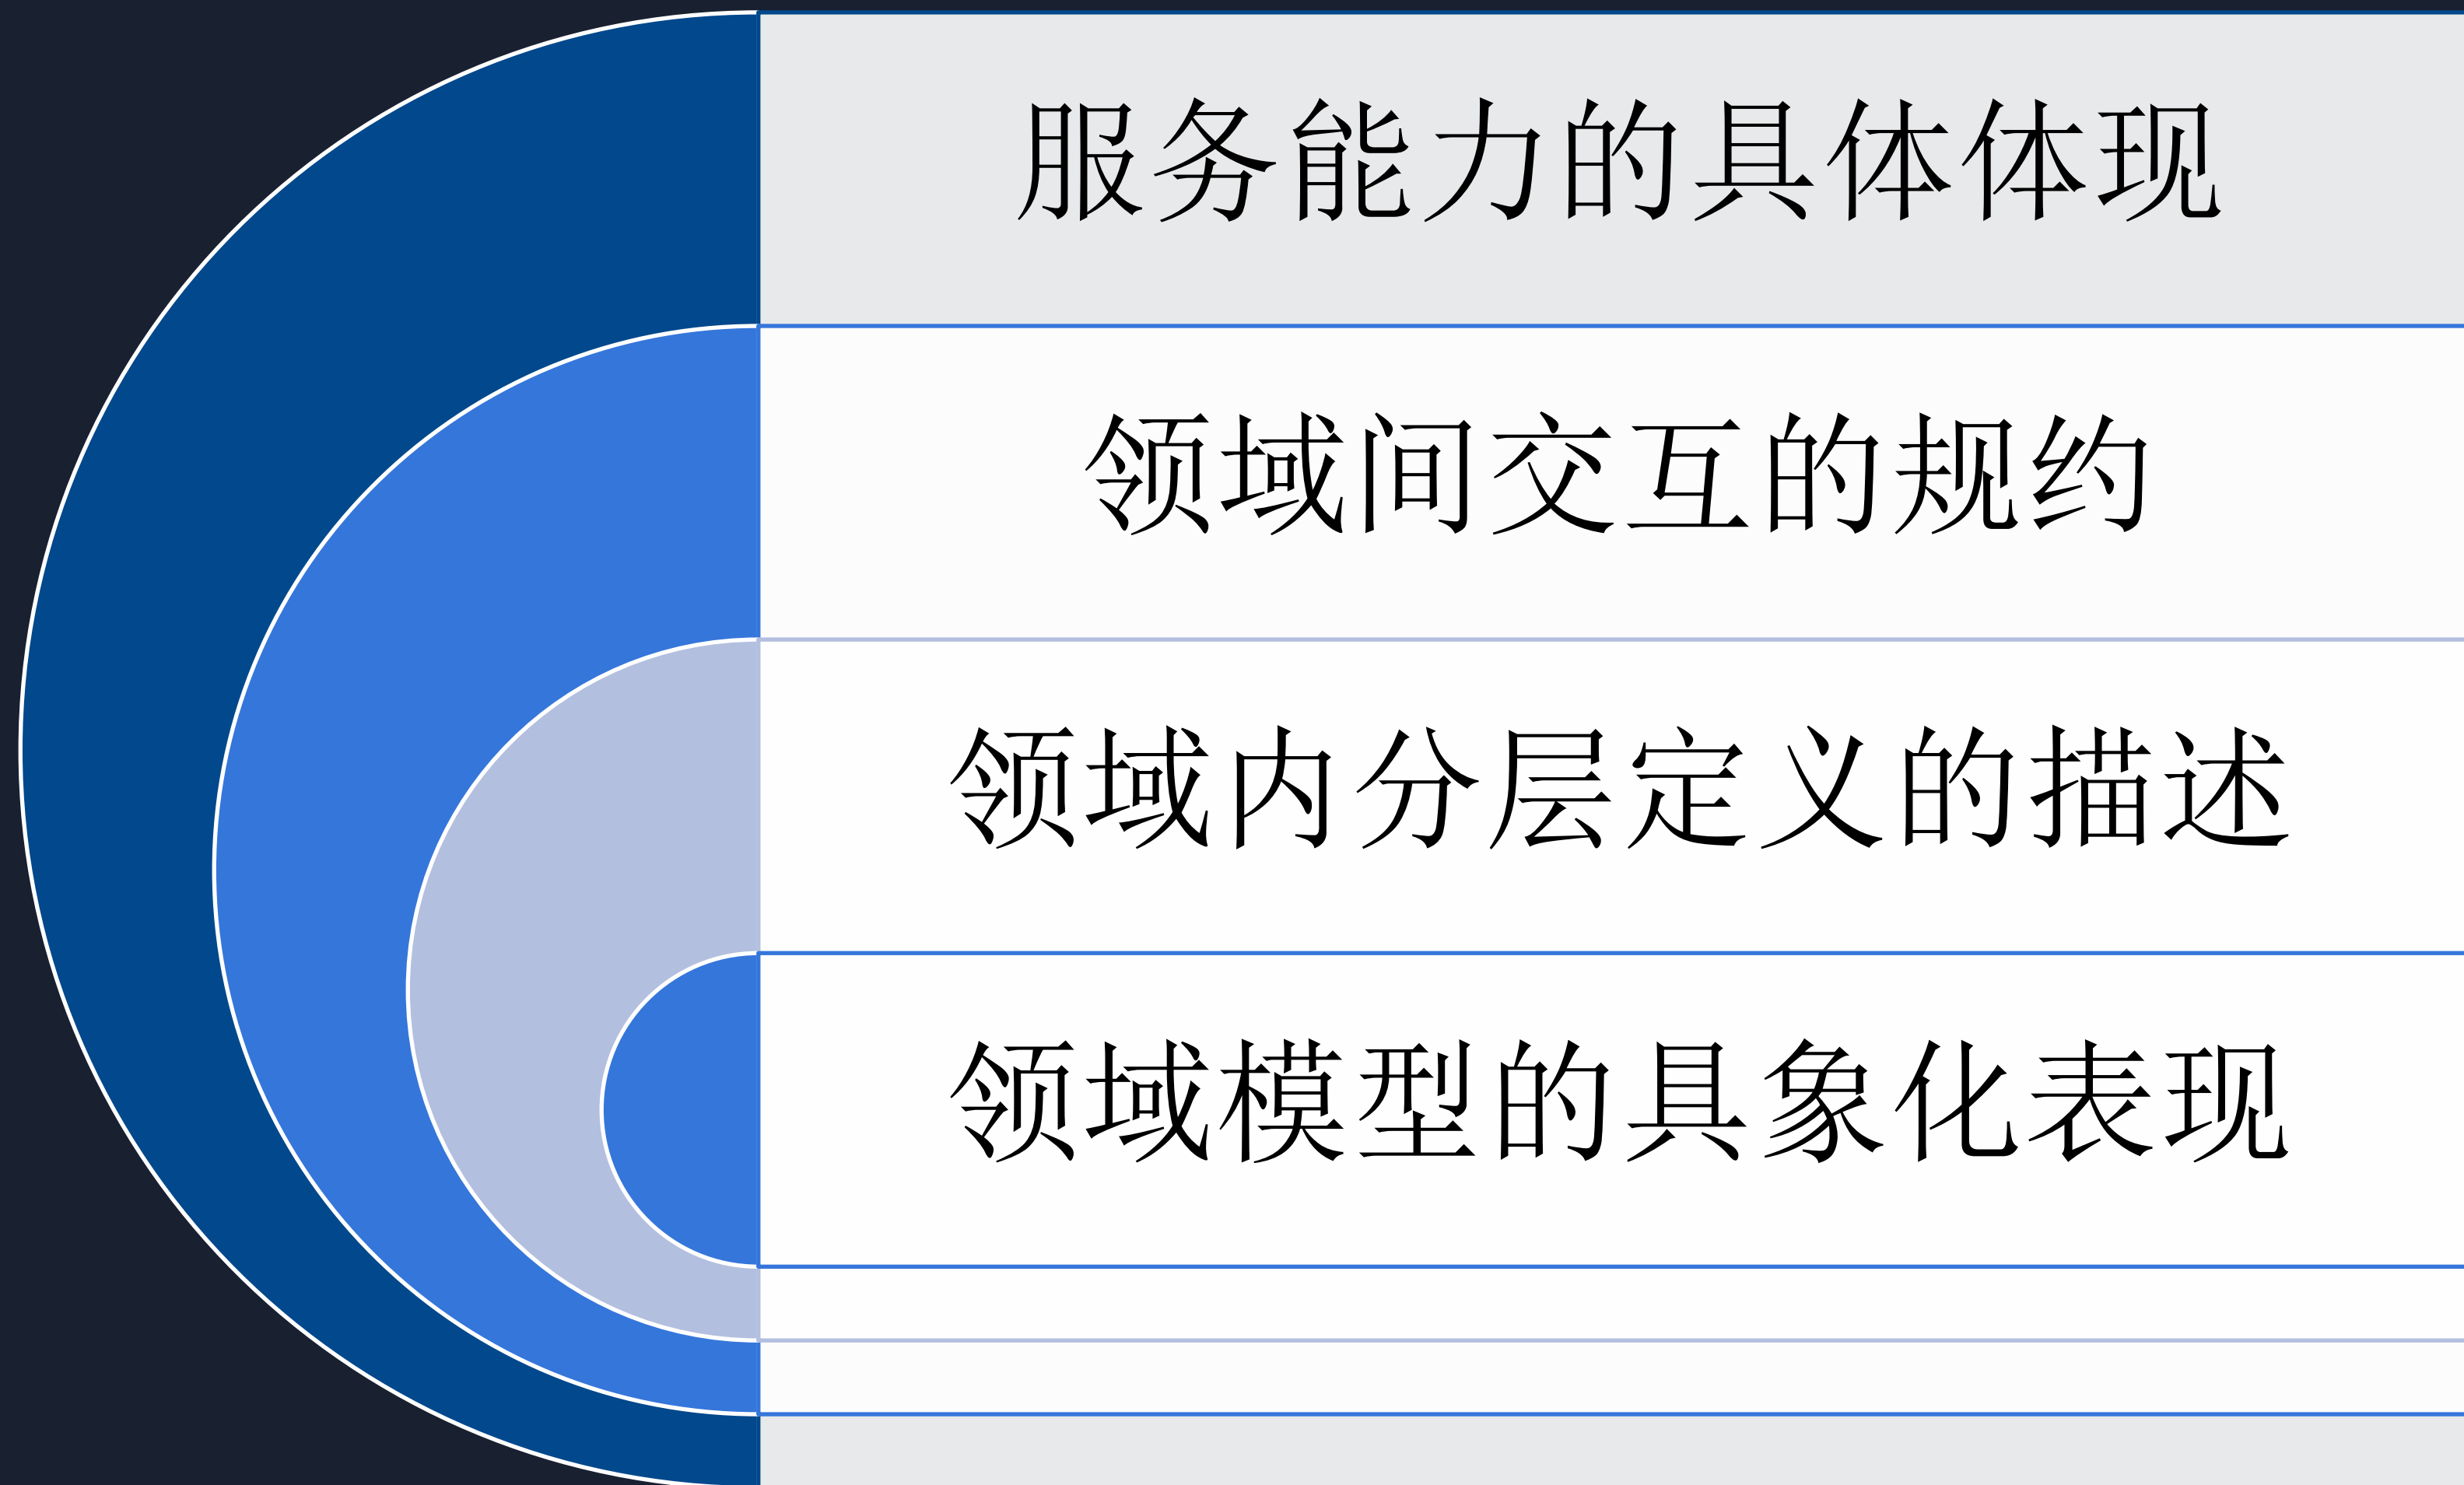 服务能力的具体体现
领域间交互的规约
领域内分层定义的描述
领域模型的具象化表现